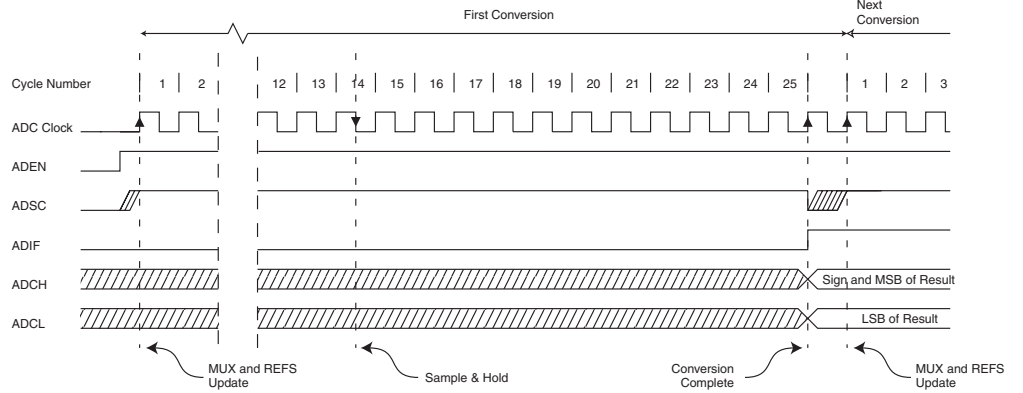 First Conversion
Next
Conversion
Cycle Number 1 2 12 13 14 15 16 17 18 19 20 21 22 23 24 25 1 2 3
ADC Clock
ADEN
ADSC
ADIF
ADCH Sign and MSB of Result
ADCL LSB of Result
MUX and REFS
Update
Sample & Hold
Conversion
Complete
MUX and REFS
Update